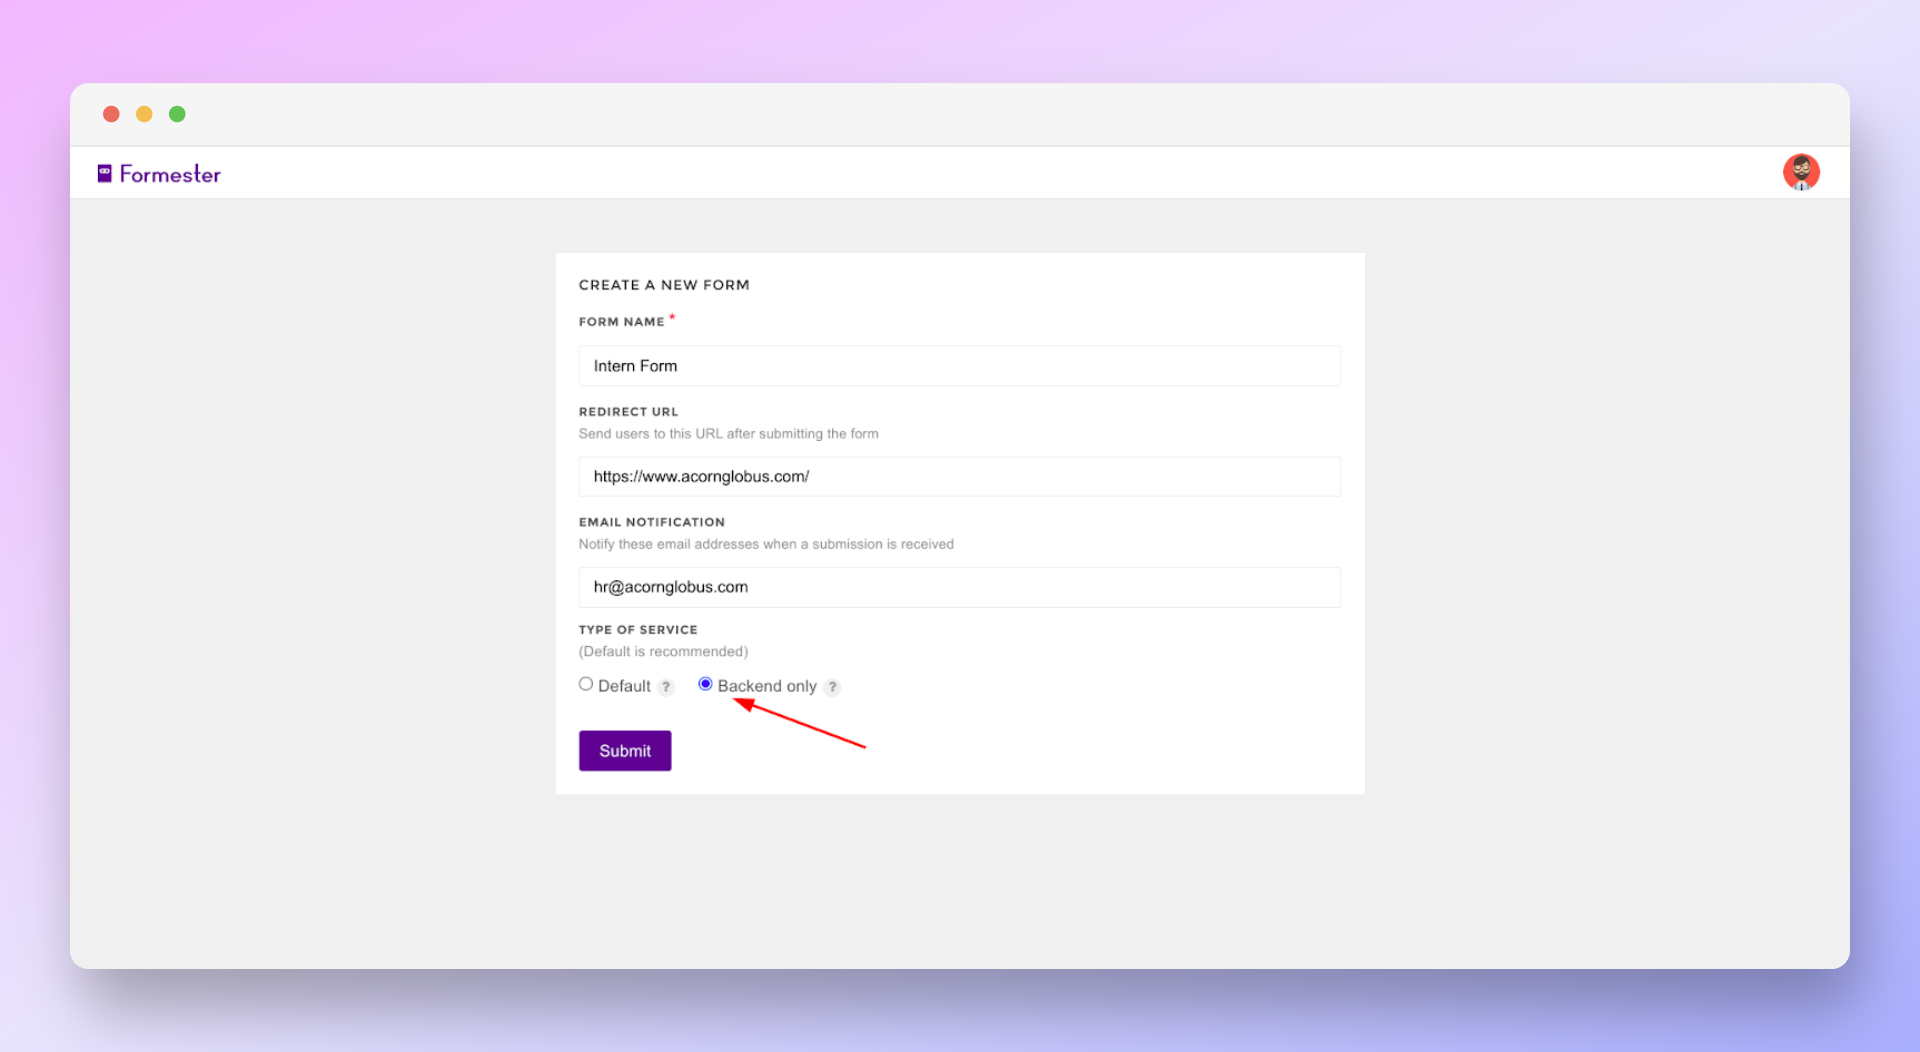 Formester
CREATE A NEW FORM
FORM NAME *
Intern Form
REDIRECT URL
Send users to this URL after submitting the form
https://www.acornglobus.com/
EMAIL NOTIFICATION
Notify these email addresses when a submission is received
hr@acornglobus.com
TYPE OF SERVICE
(Default is recommended)
Default ? Backend only ?
Submit